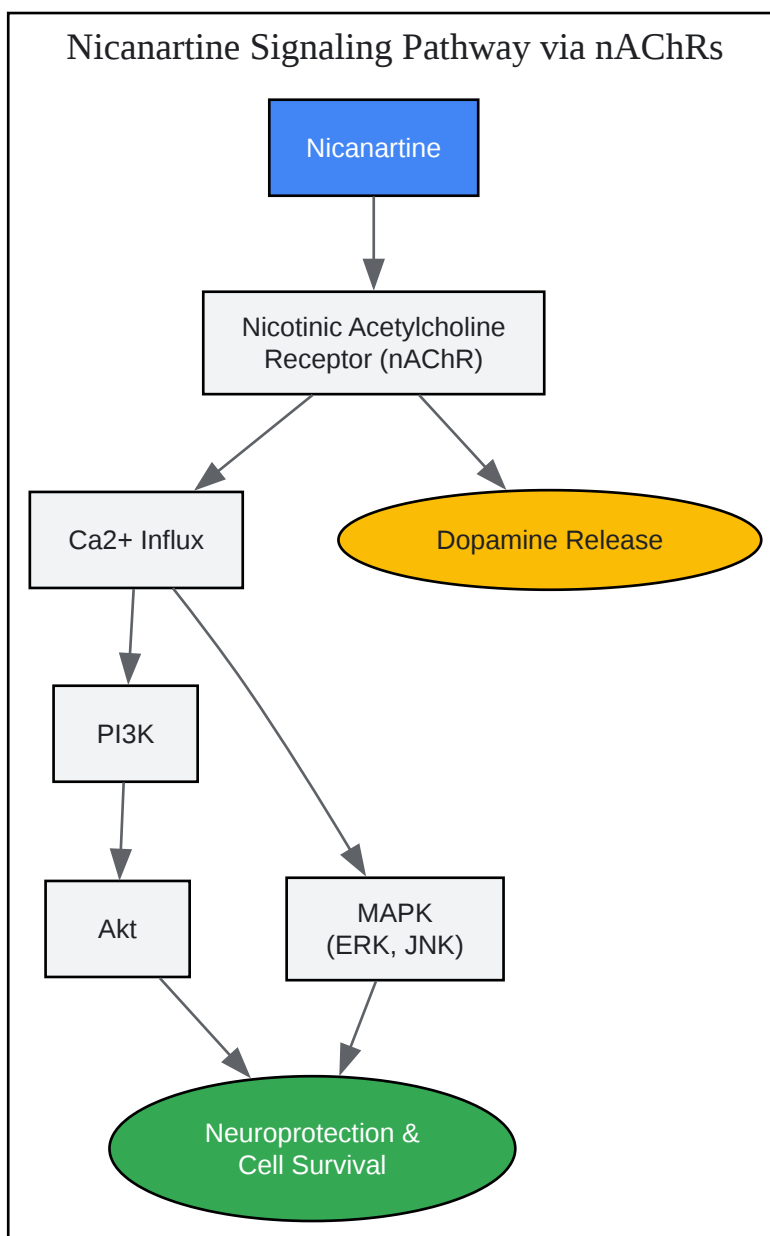 Nicanartine Signaling Pathway via nAChRs
Nicanartine
Nicotinic Acetylcholine
Receptor (nAChR)
Ca2+ Influx
Dopamine Release
PI3K
Akt
MAPK
(ERK, JNK)
Neuroprotection &
Cell Survival